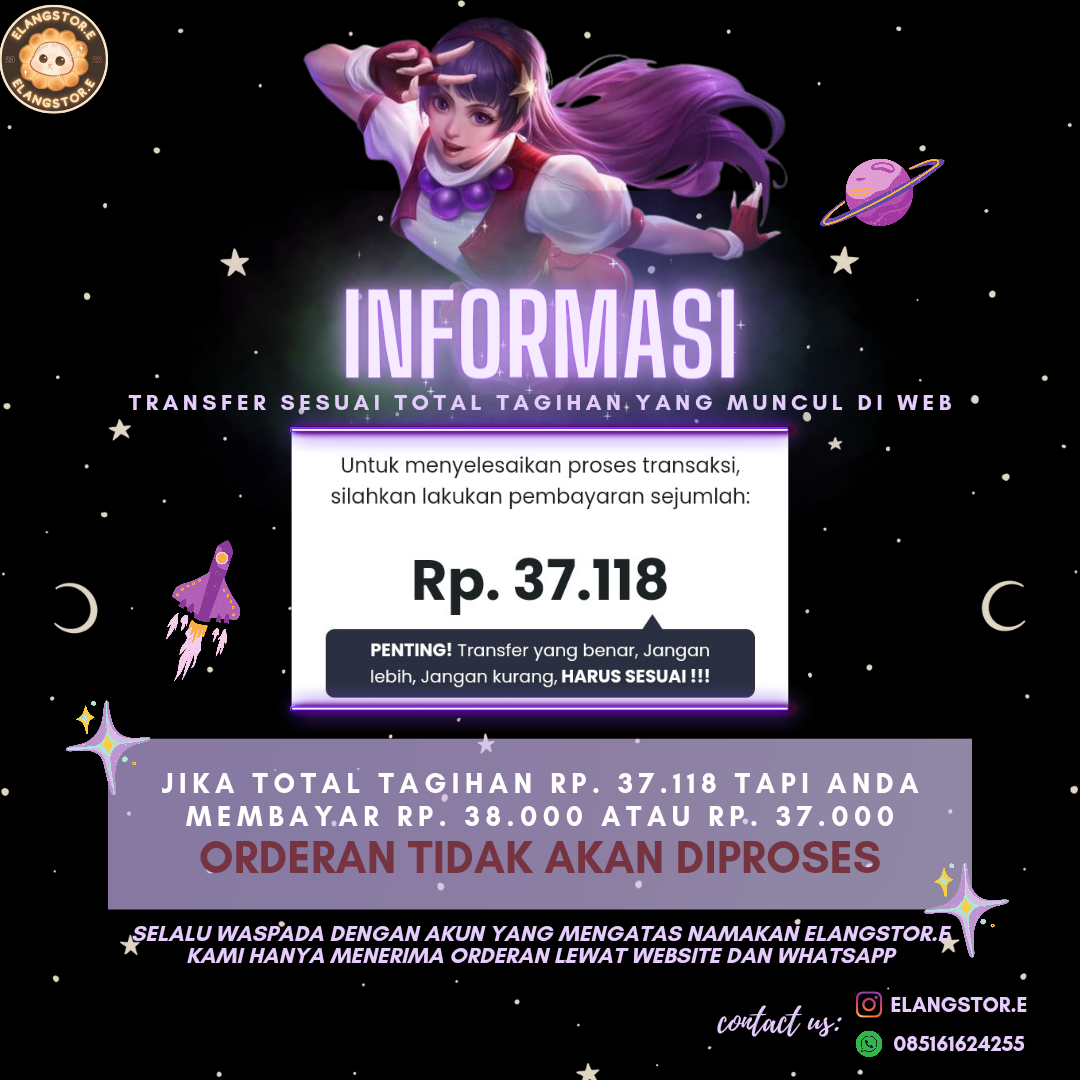 ELANGSTOR.E
20 22
ELANGSTOR.E
INFORMASI
TRANSFER SESUAI TOTAL TAGIHAN YANG MUNCUL DI WEB
Untuk menyelesaikan proses transaksi,
silahkan lakukan pembayaran sejumlah:
Rp. 37.118
PENTING! Transfer yang benar, Jangan
lebih, Jangan kurang, HARUS SESUAI !!!
JIKA TOTAL TAGIHAN RP. 37.118 TAPI ANDA
MEMBAYAR RP. 38.000 ATAU RP. 37.000
ORDERAN TIDAK AKAN DIPROSES
SELALU WASPADA DENGAN AKUN YANG MENGATAS NAMAKAN ELANGSTOR.E
KAMI HANYA MENERIMA ORDERAN LEWAT WEBSITE DAN WHATSAPP
contact us:
ELANGSTOR.E
085161624255